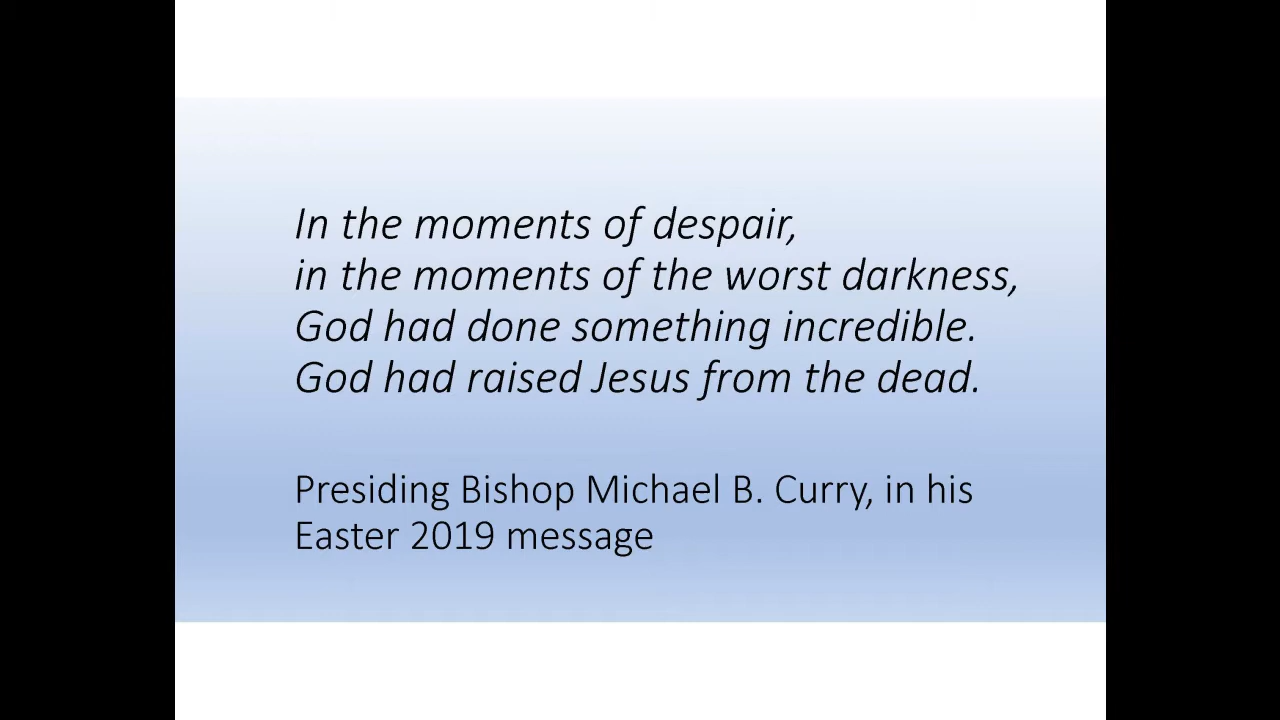 In the moments of despair,
in the moments of the worst darkness,
God had done something incredible.
God had raised Jesus from the dead.
Presiding Bishop Michael B. Curry, in his
Easter 2019 message